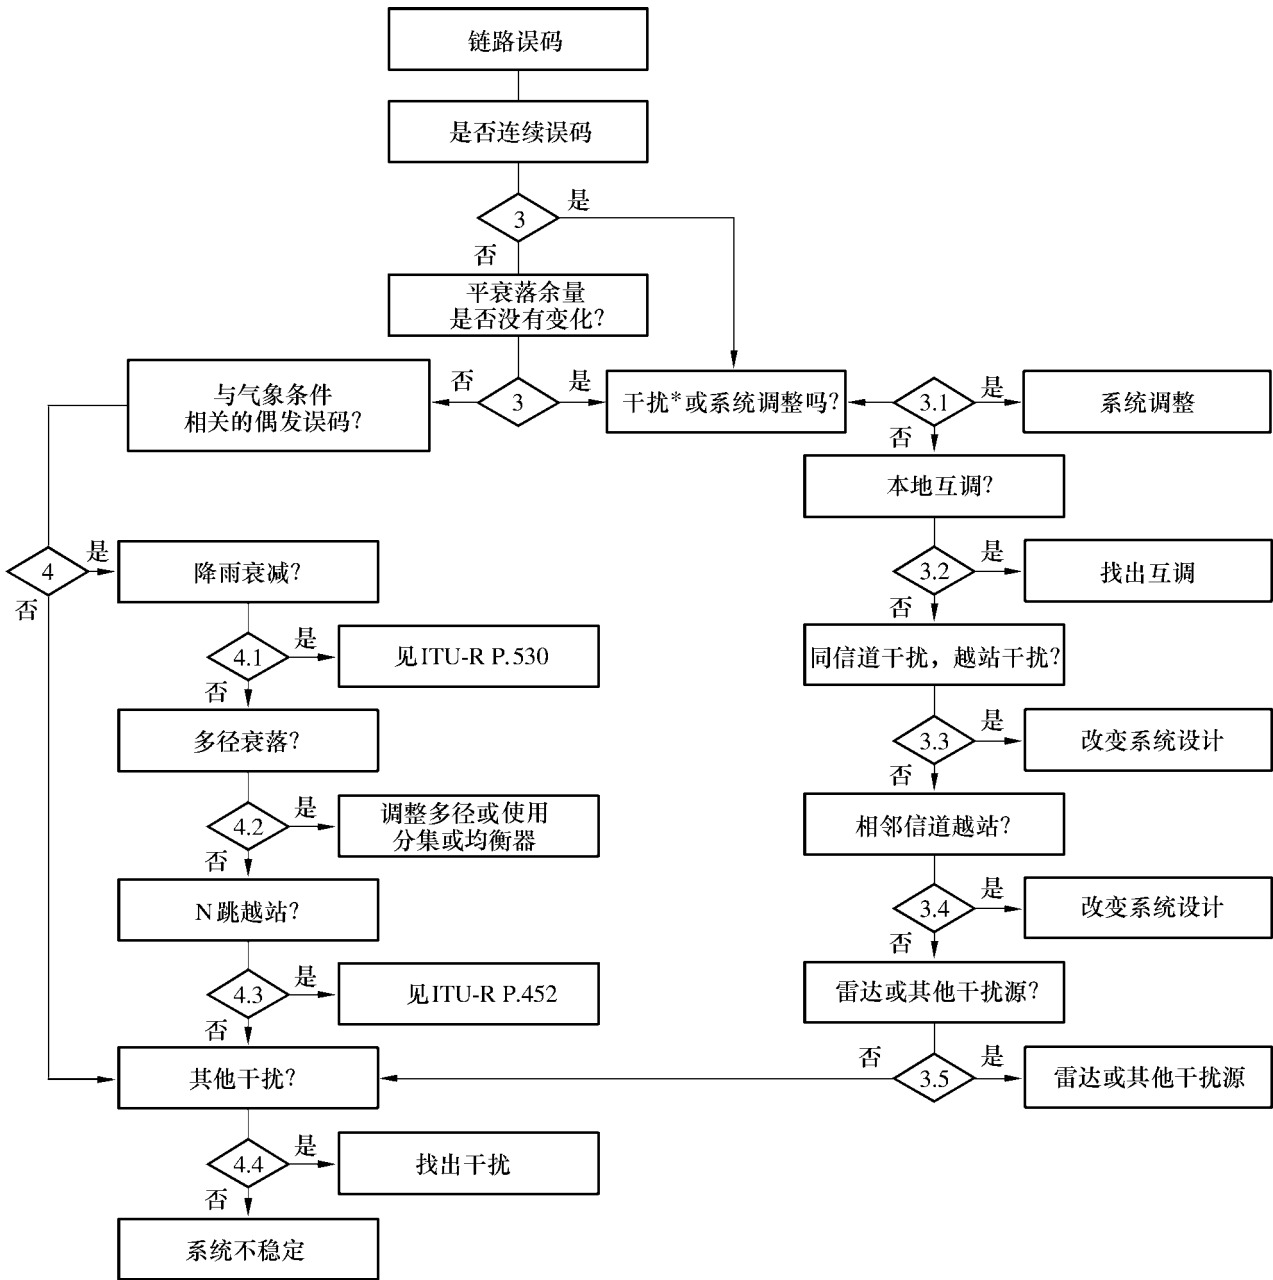 链路误码
是否连续误码
是
3
否
平衰落余量
是否没有变化?
与气象条件
相关的偶发误码?
否
3
是
干扰*或系统调整吗?
3.1
是
系统调整
否
本地互调?
4
是
否
降雨衰减?
3.2
是
找出互调
否
4.1
是
见ITU-R P.530
否
同信道干扰，越站干扰?
多径衰落?
3.3
是
改变系统设计
否
4.2
是
调整多径或使用
分集或均衡器
否
相邻信道越站?
N跳越站?
3.4
是
改变系统设计
否
4.3
是
见ITU-R P.452
否
雷达或其他干扰源?
其他干扰?
否
3.5
是
雷达或其他干扰源
4.4
是
找出干扰
否
系统不稳定